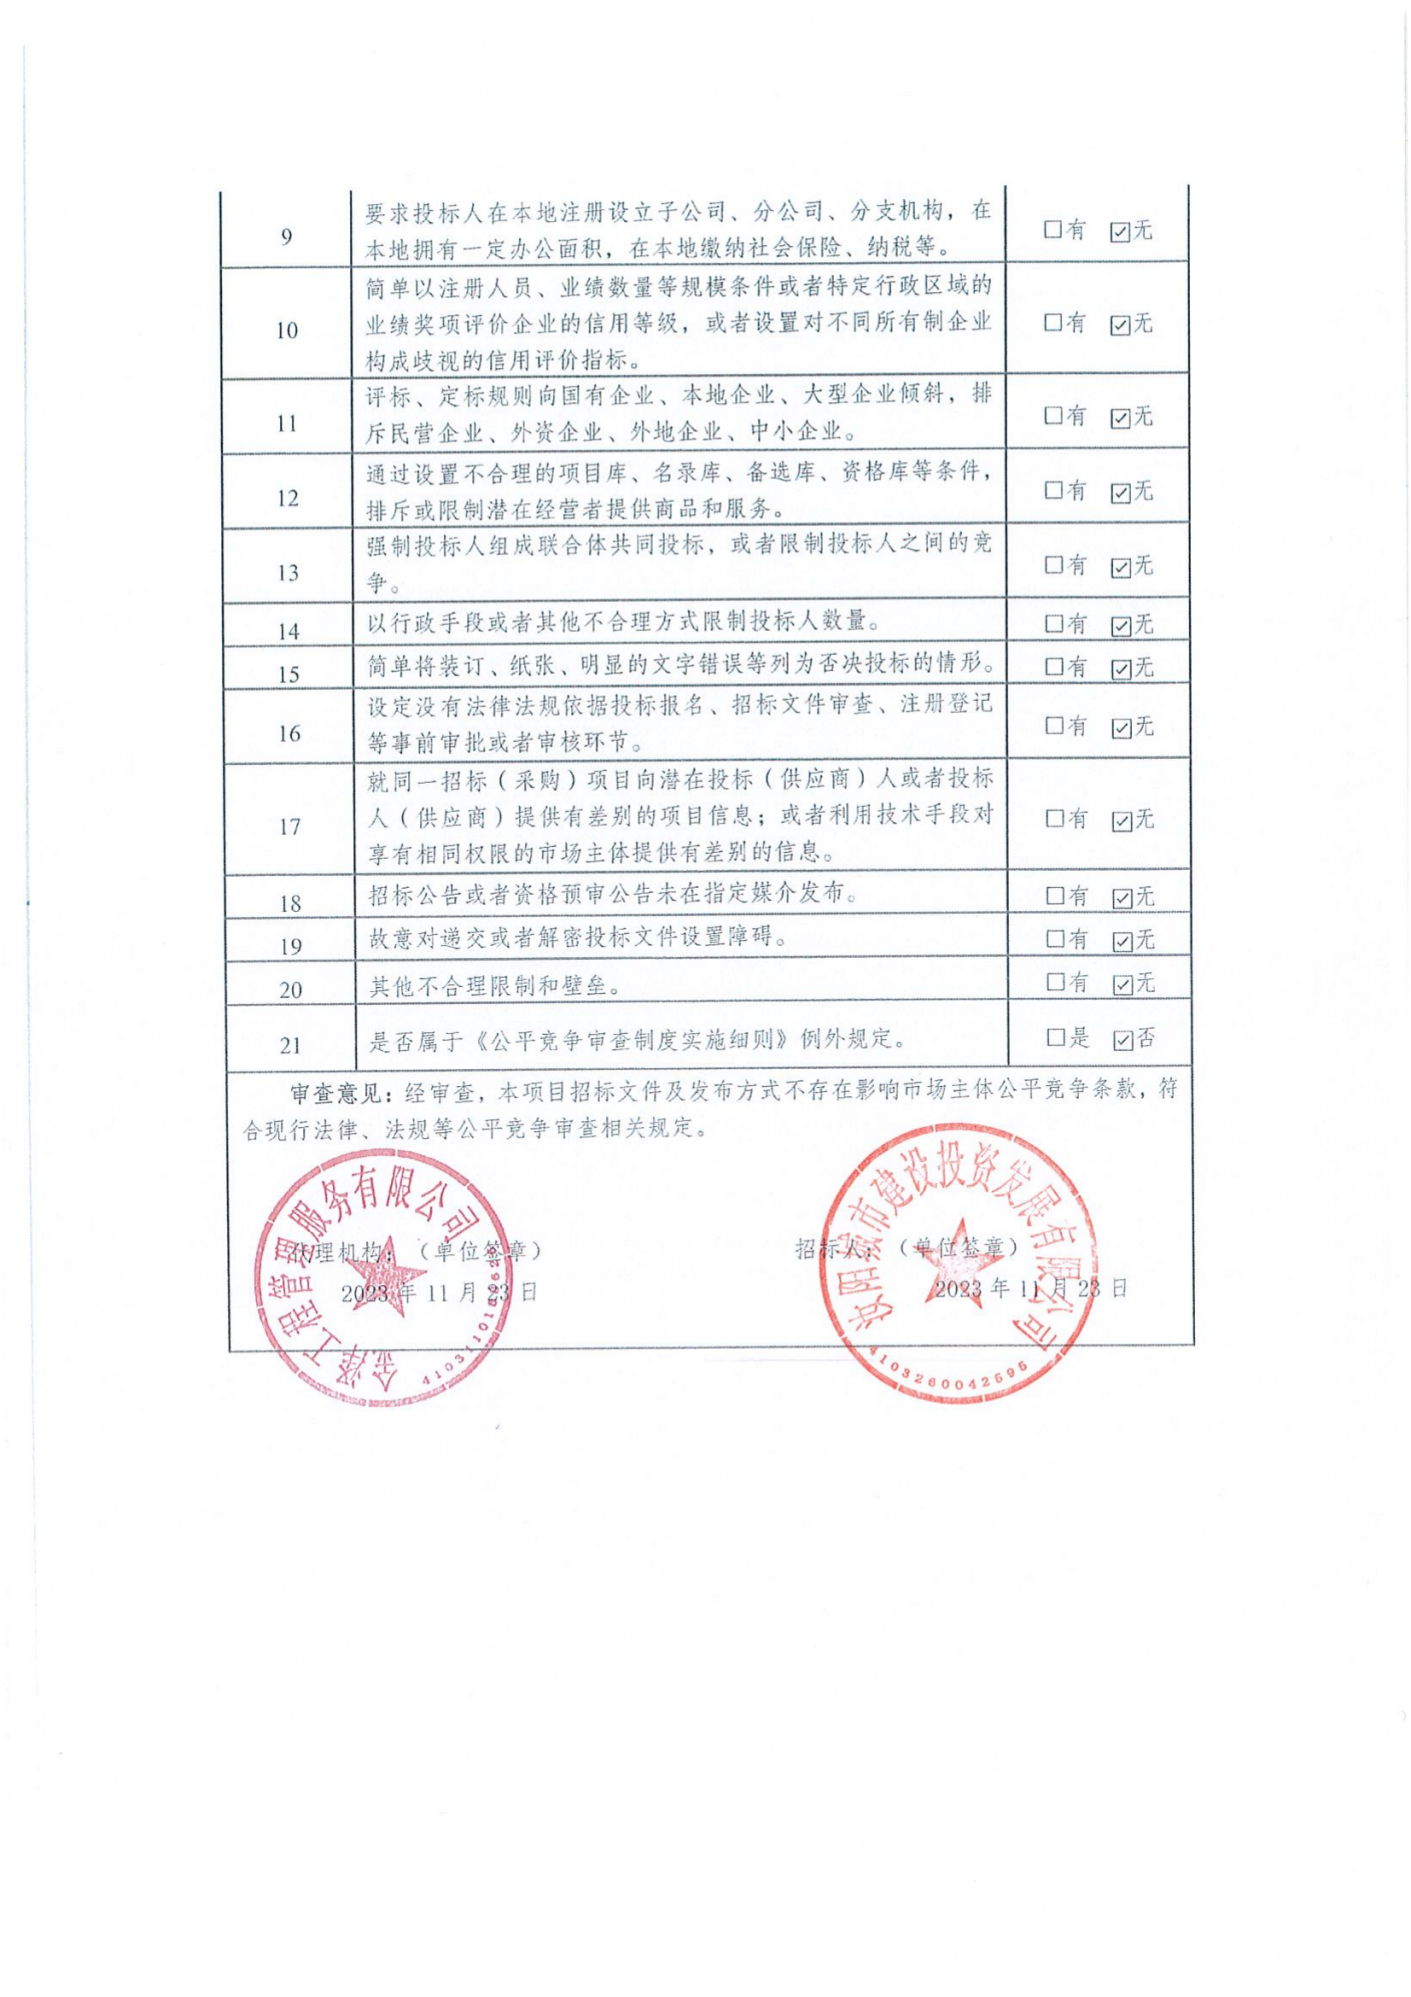 9
要求投标人在本地注册设立子公司、分公司、分支机构，在
本地拥有一定办公面积，在本地缴纳社会保险、纳税等。
☐有 ☑无
10
简单以注册人员、业绩数量等规模条件或者特定行政区域的
业绩奖项评价企业的信用等级，或者设置对不同所有制企业
构成歧视的信用评价指标。
☐有 ☑无
11
评标、定标规则向国有企业、本地企业、大型企业倾斜，排
斥民营企业、外资企业、外地企业、中小企业。
☐有 ☑无
12
通过设置不合理的项目库、名录库、备选库、资格库等条件，
排斥或限制潜在经营者提供商品和服务。
☐有 ☑无
13
强制投标人组成联合体共同投标，或者限制投标人之间的竞
争。
☐有 ☑无
14
以行政手段或者其他不合理方式限制投标人数量。
☐有 ☑无
15
简单将装订、纸张、明显的文字错误等列为否决投标的情形。
☐有 ☑无
16
设定没有法律法规依据投标报名、招标文件审查、注册登记
等事前审批或者审核环节。
☐有 ☑无
17
就同一招标（采购）项目向潜在投标（供应商）人或者投标
人（供应商）提供有差别的项目信息；或者利用技术手段对
享有相同权限的市场主体提供有差别的信息。
☐有 ☑无
18
招标公告或者资格预审公告未在指定媒介发布。
☐有 ☑无
19
故意对递交或者解密投标文件设置障碍。
☐有 ☑无
20
其他不合理限制和壁垒。
☐有 ☑无
21
是否属于《公平竞争审查制度实施细则》例外规定。
☐是 ☑否
审查意见：经审查，本项目招标文件及发布方式不存在影响市场主体公平竞争条款，符
合现行法律、法规等公平竞争审查相关规定。
代理机构：（单位签章）
2023 年 11 月 23 日
招标人：（单位签章）
2023 年 11 月 23 日
工程管理服务有限公司
汝阳城市建设投资发展有限公司
4103260042595